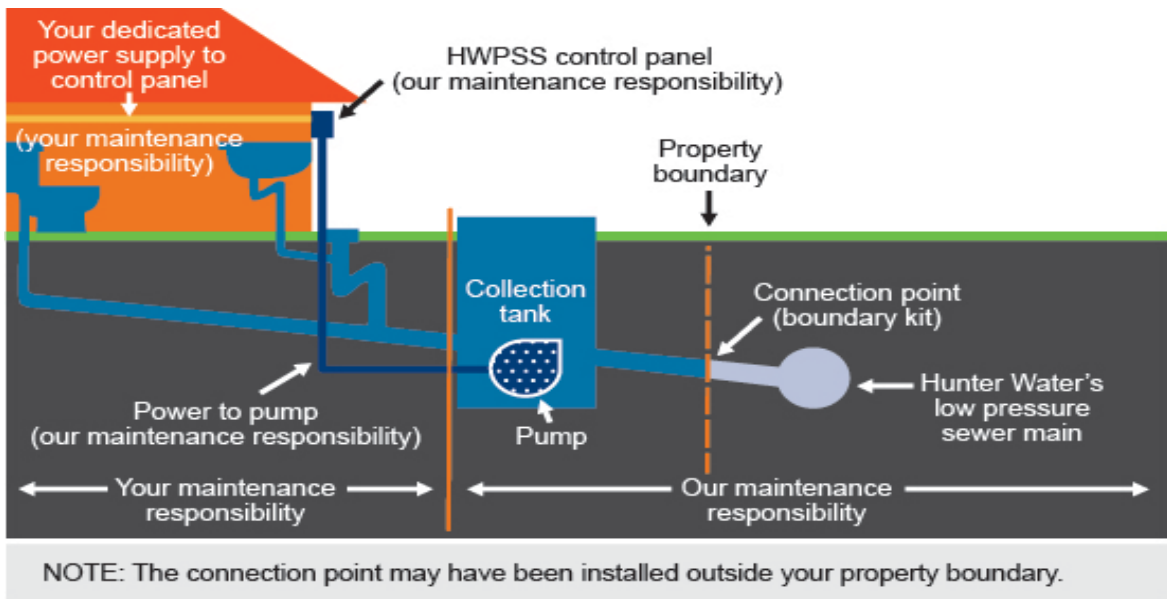 Your dedicated
power supply to
control panel
(your maintenance
responsibility)
HWPSS control panel
(our maintenance responsibility)
Property
boundary
Collection
tank
Connection point
(boundary kit)
Power to pump
(our maintenance responsibility)
Pump
Hunter Water's
low pressure
sewer main
Your maintenance
responsibility
Our maintenance
responsibility
NOTE: The connection point may have been installed outside your property boundary.